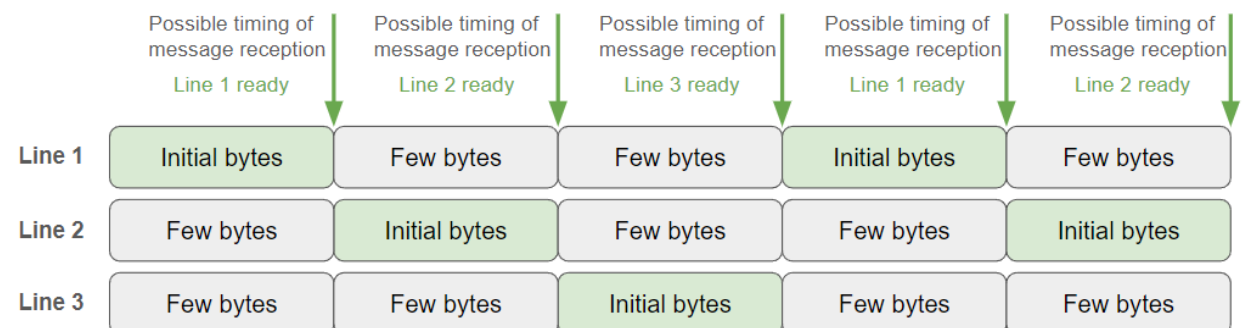 Possible timing of message reception Possible timing of message reception Possible timing of message reception Possible timing of message reception Possible timing of message reception
Line 1 ready Line 2 ready Line 3 ready Line 1 ready Line 2 ready
Line 1 Initial bytes Few bytes Few bytes Initial bytes Few bytes
Line 2 Few bytes Initial bytes Few bytes Few bytes Initial bytes
Line 3 Few bytes Few bytes Initial bytes Few bytes Few bytes